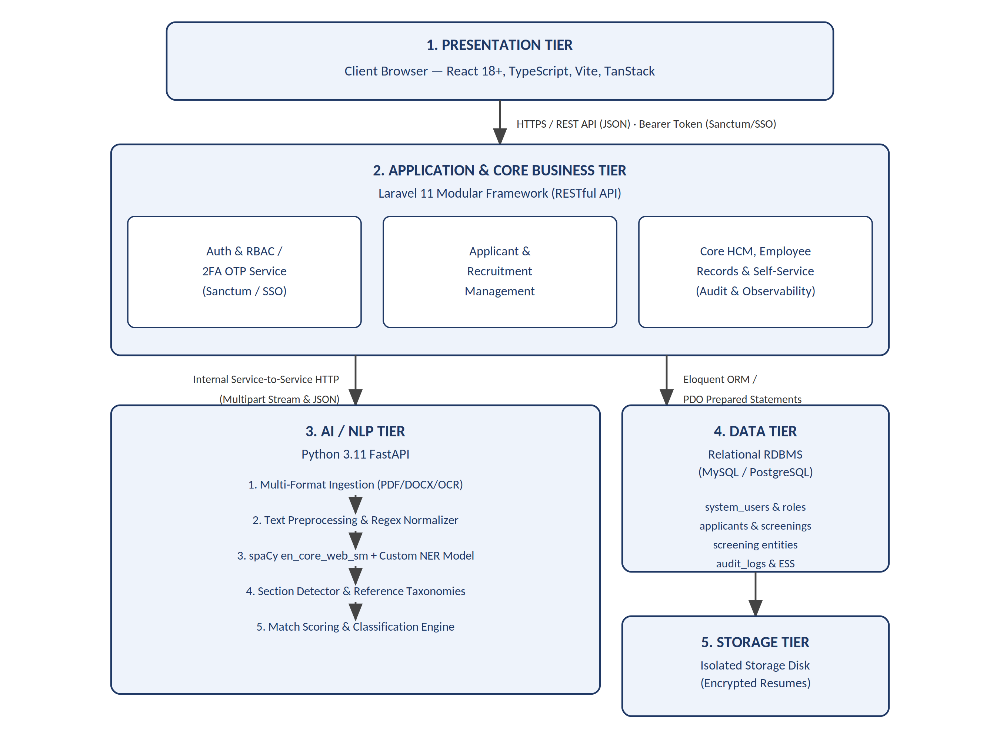 1. PRESENTATION TIER
Client Browser — React 18+, TypeScript, Vite, TanStack
HTTPS / REST API (JSON) · Bearer Token (Sanctum/SSO)
2. APPLICATION & CORE BUSINESS TIER
Laravel 11 Modular Framework (RESTful API)
Auth & RBAC /
2FA OTP Service
(Sanctum / SSO)
Applicant &
Recruitment
Management
Core HCM, Employee
Records & Self-Service
(Audit & Observability)
Internal Service-to-Service HTTP
(Multipart Stream & JSON)
Eloquent ORM /
PDO Prepared Statements
3. AI / NLP TIER
Python 3.11 FastAPI
1. Multi-Format Ingestion (PDF/DOCX/OCR)
2. Text Preprocessing & Regex Normalizer
3. spaCy en_core_web_sm + Custom NER Model
4. Section Detector & Reference Taxonomies
5. Match Scoring & Classification Engine
4. DATA TIER
Relational RDBMS
(MySQL / PostgreSQL)
system_users & roles
applicants & screenings
screening entities
audit_logs & ESS
5. STORAGE TIER
Isolated Storage Disk
(Encrypted Resumes)